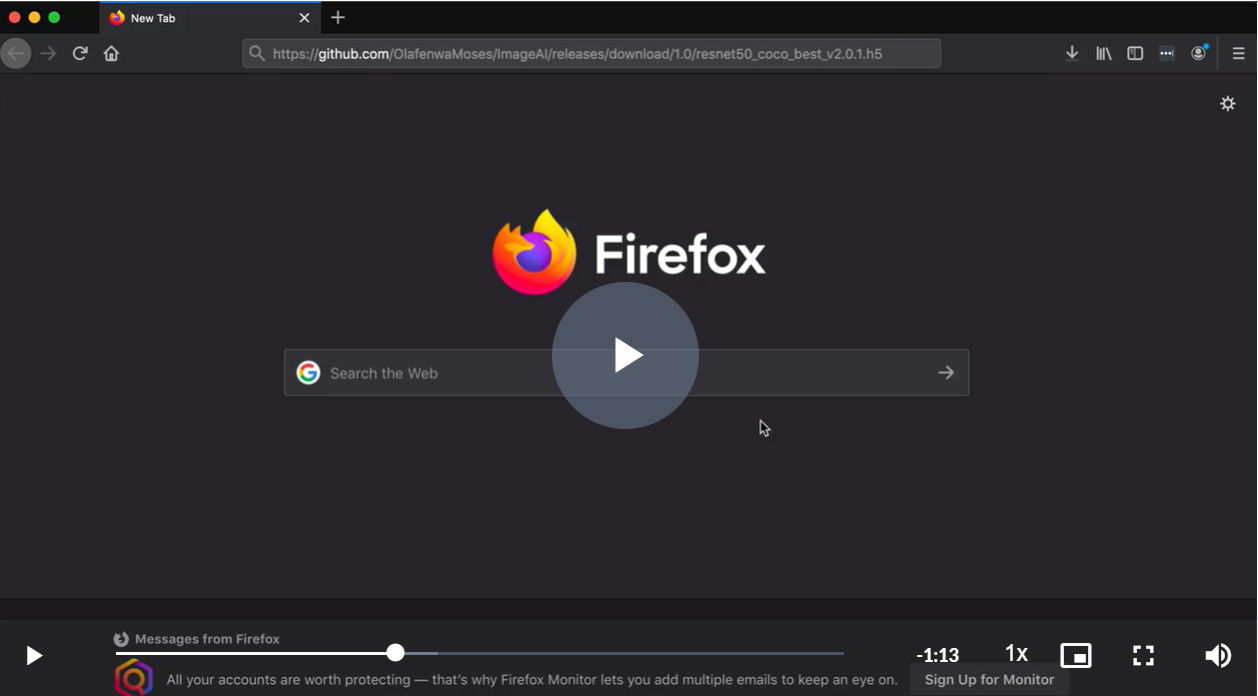 New Tab
https://github.com/OlafenwaMoses/ImageAI/releases/download/1.0/resnet50_coco_best_v2.0.1.h5
Firefox
Search the Web
Messages from Firefox
-1:13
1x
All your accounts are worth protecting — that's why Firefox Monitor lets you add multiple emails to keep an eye on.
Sign Up for Monitor